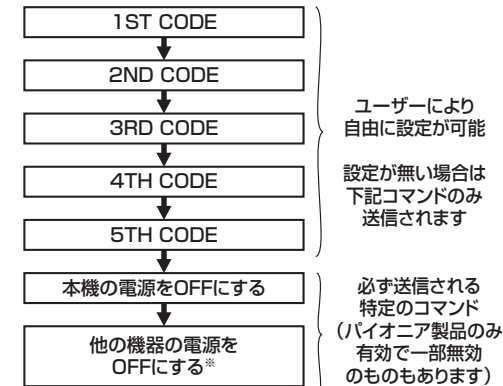 1ST CODE
2ND CODE
3RD CODE
4TH CODE
5TH CODE
ユーザーにより
自由に設定が可能
設定が無い場合は
下記コマンドのみ
送信されます
本機の電源をOFFにする
他の機器の電源を
OFFにする※
必ず送信される
特定のコマンド
（パイオニア製品のみ
有効で一部無効
のものもあります）